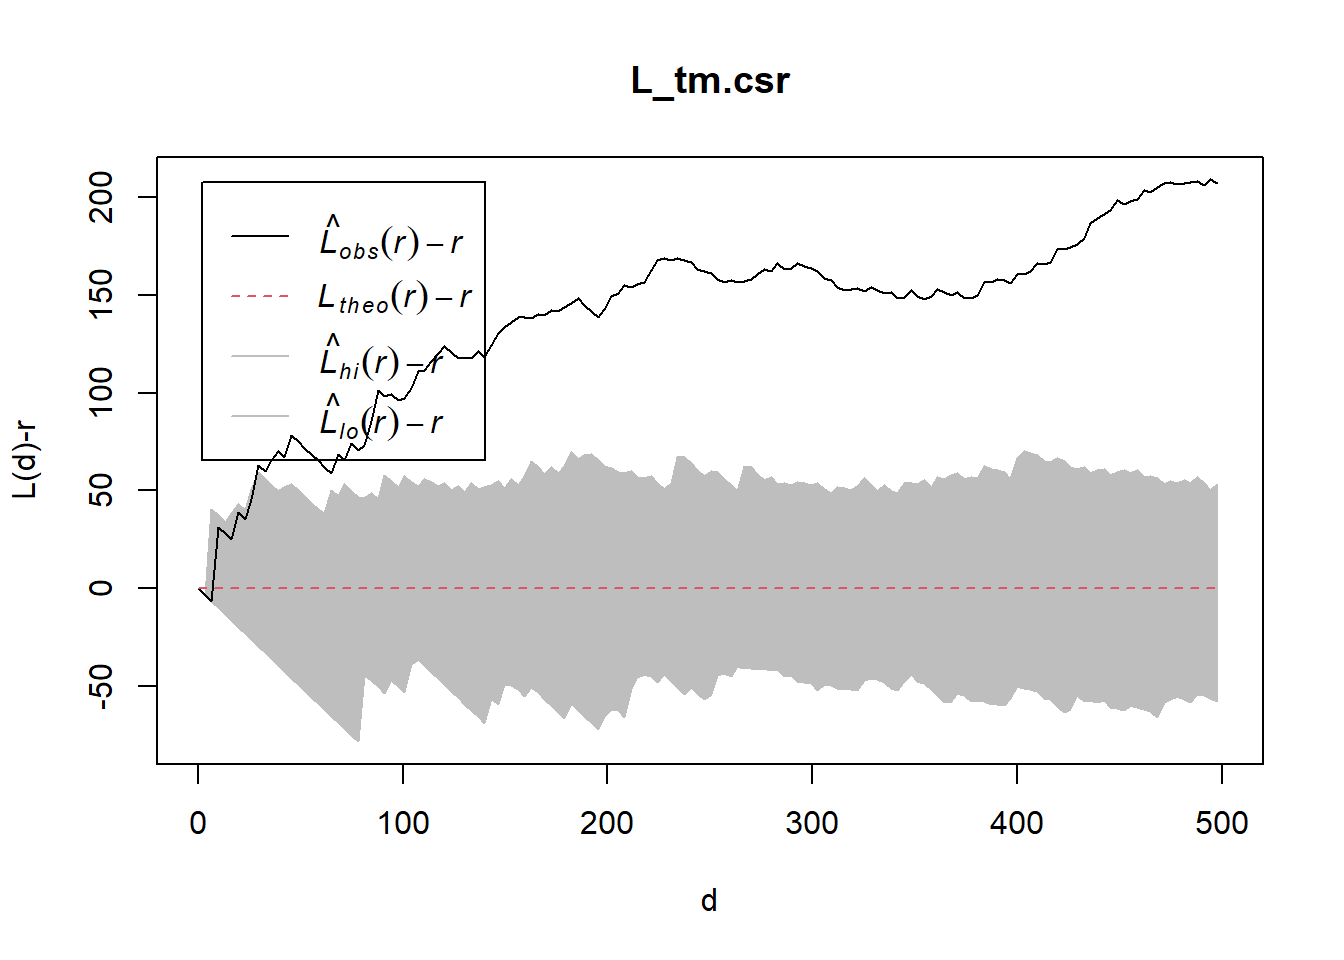 L_tm.csr
L(d)-r
200
150
100
50
0
-50
L̂obs(r) – r
Ltheo(r) – r
L̂hi(r) – r
L̂lo(r) – r
0 100 200 300 400 500
d